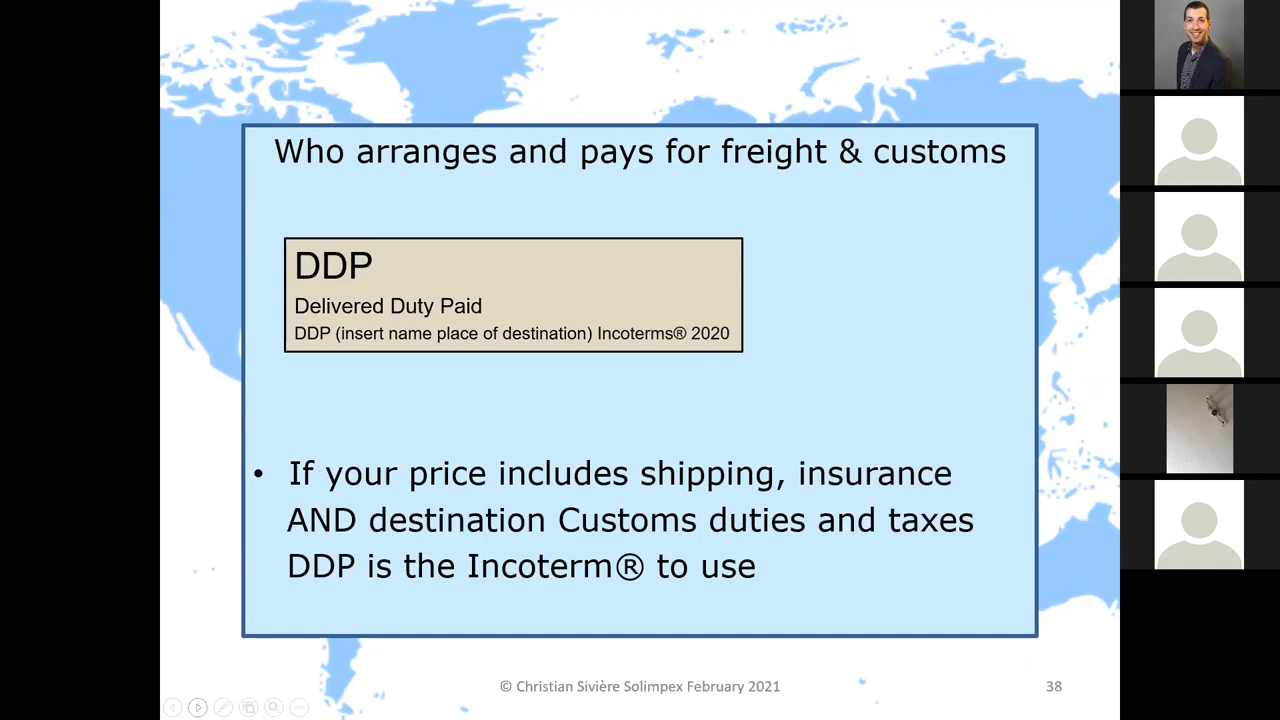 Who arranges and pays for freight & customs
DDP
Delivered Duty Paid
DDP (insert name place of destination) Incoterms® 2020
• If your price includes shipping, insurance
AND destination Customs duties and taxes
DDP is the Incoterm® to use
© Christian Sivière Solimpex February 2021
38